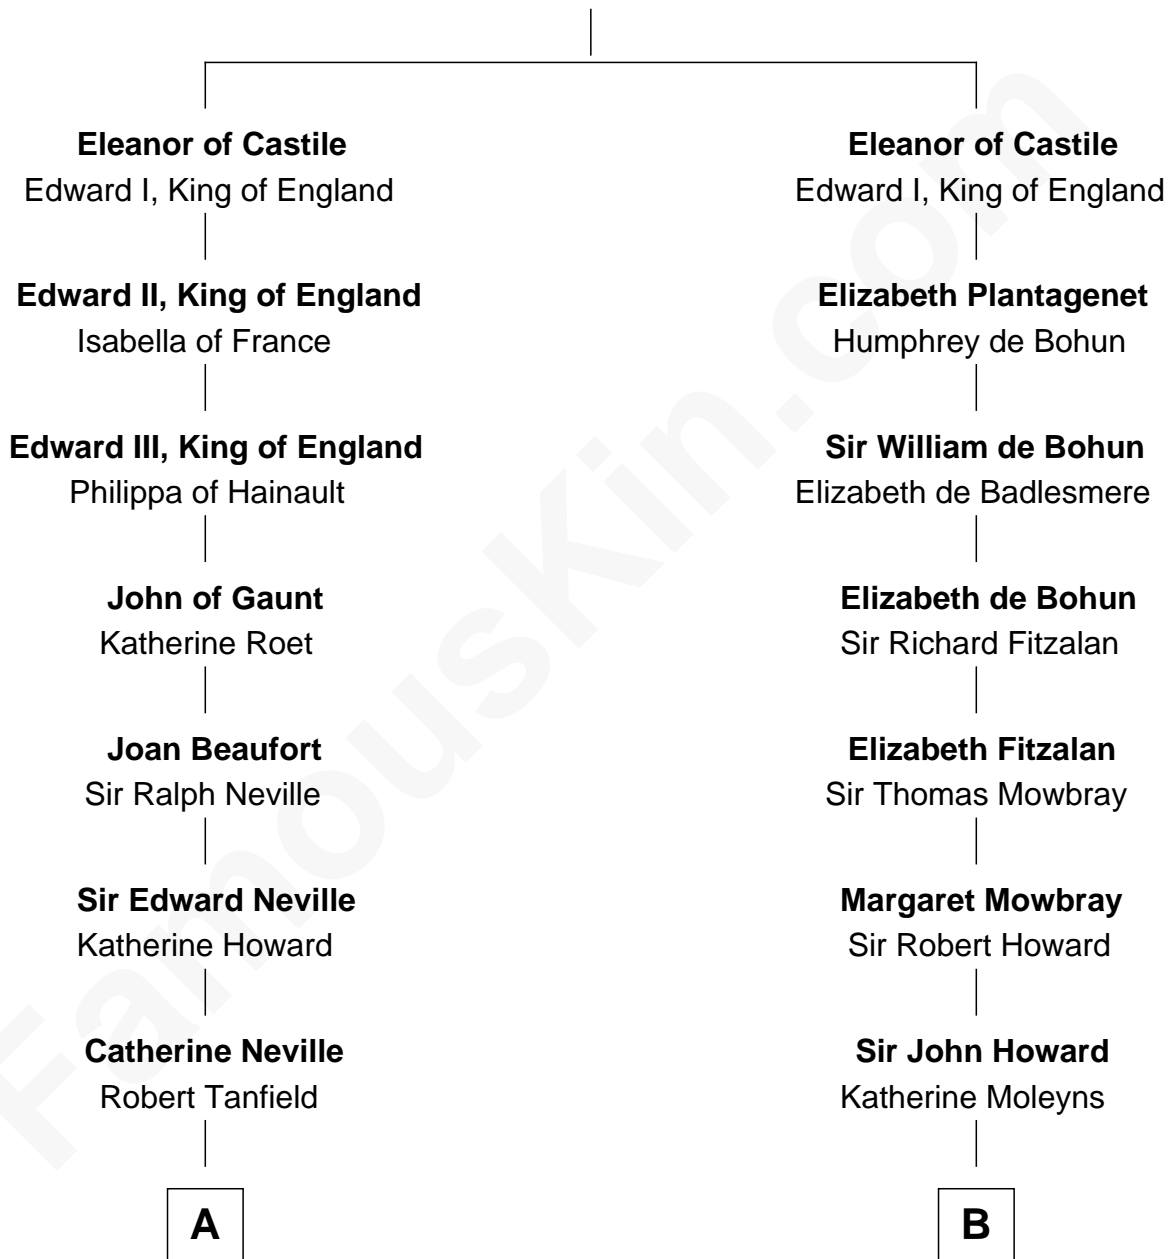 Eleanor of Castile
Edward I, King of England
Edward II, King of England
Isabella of France
Edward III, King of England
Philippa of Hainault
John of Gaunt
Katherine Roet
Joan Beaufort
Sir Ralph Neville
Sir Edward Neville
Katherine Howard
Catherine Neville
Robert Tanfield
A
Eleanor of Castile
Edward I, King of England
Elizabeth Plantagenet
Humphrey de Bohun
Sir William de Bohun
Elizabeth de Badlesmere
Elizabeth de Bohun
Sir Richard Fitzalan
Elizabeth Fitzalan
Sir Thomas Mowbray
Margaret Mowbray
Sir Robert Howard
Sir John Howard
Katherine Moleyns
B
FamousKin.com